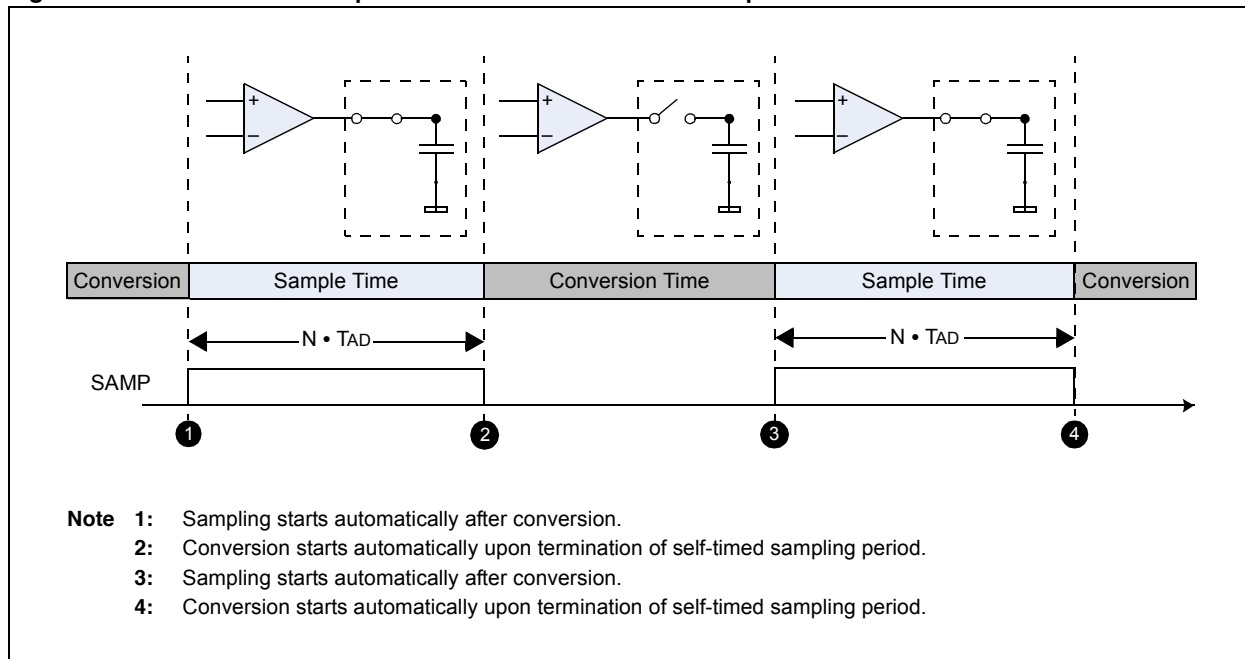 Conversion Sample Time Conversion Time Sample Time Conversion
N • TAD N • TAD
SAMP
1 2 3 4
Note 1: Sampling starts automatically after conversion.
2: Conversion starts automatically upon termination of self-timed sampling period.
3: Sampling starts automatically after conversion.
4: Conversion starts automatically upon termination of self-timed sampling period.